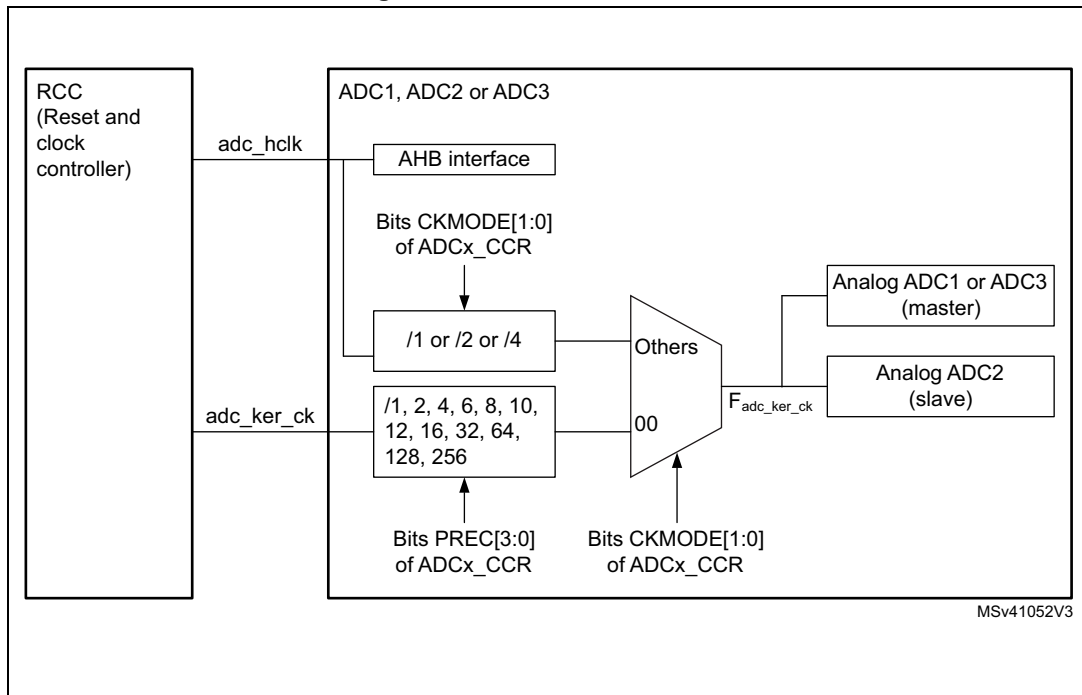 RCC
(Reset and
clock
controller)
adc_hclk
adc_ker_ck
ADC1, ADC2 or ADC3
AHB interface
Bits CKMODE[1:0]
of ADCx_CCR
/1 or /2 or /4
/1, 2, 4, 6, 8, 10,
12, 16, 32, 64,
128, 256
Bits PREC[3:0]
of ADCx_CCR
Others
00
Bits CKMODE[1:0]
of ADCx_CCR
Fadc_ker_ck
Analog ADC1 or ADC3
(master)
Analog ADC2
(slave)
MSv41052V3